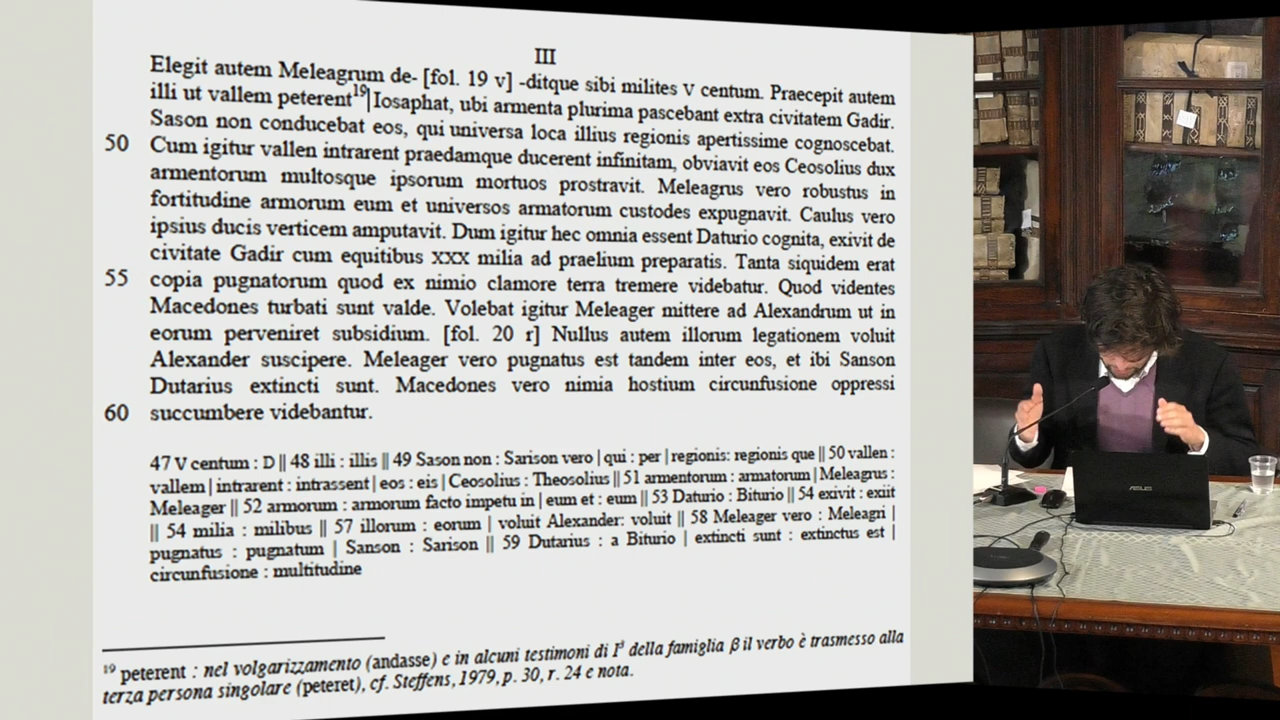 III
Elegit autem Meleagrum de- [fol. 19 v] -ditque sibi milites V centum. Praecepit autem
illi ut vallem peterent¹⁹ Iosaphat, ubi armenta plurima pascebant extra civitatem Gadir.
Sason non conducebat eos, qui universa loca illius regionis apertissime cognoscebat.
50 Cum igitur vallen intrarent praedamque ducerent infinitam, obviavit eos Ceosolius dux
armentorum multosque ipsorum mortuos prostravit. Meleagrus vero robustus in
fortitudine armorum eum et universos armatorum custodes expugnavit. Caulus vero
ipsius ducis verticem amputavit. Dum igitur hec omnia essent Daturio cognita, exivit de
civitate Gadir cum equitibus XXX milia ad praelium preparatis. Tanta siquidem erat
55 copia pugnatorum quod ex nimio clamore terra tremere videbatur. Quod videntes
Macedones turbati sunt valde. Volebat igitur Meleager mittere ad Alexandrum ut in
eorum perveniret subsidium. [fol. 20 r] Nullus autem illorum legationem voluit
Alexander suscipere. Meleager vero pugnatus est tandem inter eos, et ibi Sanson
Dutarius extincti sunt. Macedones vero nimia hostium circunfusione oppressi
60 succumbere videbantur.
47 V centum : D || 48 illi : illis || 49 Sason non : Sarison vero | qui : per | regionis: regionis que || 50 vallen :
vallem | intrarent : intrassent | eos : eis | Ceosolius : Theosolius || 51 armentorum : armatorum | Meleagrus :
Meleager || 52 armorum : armorum facto impetu in | eum et : eum || 53 Daturio : Biturio || 54 exivit : exiit
|| 54 milia : milibus || 57 illorum : eorum | voluit Alexander: voluit || 58 Meleager vero : Meleagri |
pugnatus : pugnatum | Sanson : Sarison || 59 Dutarius : a Biturio | extincti sunt : extinctus est |
circunfusione : multitudine
¹⁹ peterent : nel volgarizzamento (andasse) e in alcuni testimoni di I³ della famiglia β il verbo è trasmesso alla
terza persona singolare (peteret), cf. Steffens, 1979, p. 30, r. 24 e nota.
ASUS